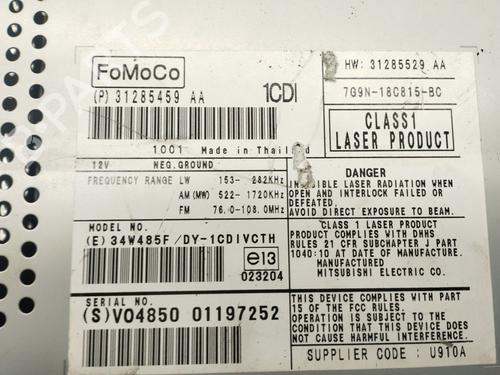 FoMoCo
(P) 31285459 AA
1CDI
1001 Made in Thailand
12V NEG.GROUND
FREQUENCY RANGE LW 153- 282KHz
AM(MW) 522-1720KHz
FM 76.0-108.0MHz
MODEL NO.
(E) 34W485F/DY-1CDIVCTH
e13
023204
SERIAL NO.
(S)V04850 01197252
HW: 31285529 AA
7G9N-18C815-BC
CLASS1
LASER PRODUCT
DANGER
LASER RADIATION WHEN
OPEN AND INTERLOCK FAILED OR
DEFEATED.
AVOID DIRECT EXPOSURE TO BEAM.
CLASS 1 LASER PRODUCT
PRODUCT COMPLIES WITH DHHS
RULES 21 CFR SUBCHAPTER J PART
1040:10 AT DATE OF MANUFACTURE.
MANUFACTURED
MITSUBISHI ELECTRIC CO.
THIS DEVICE COMPLIES WITH PART
15 OF THE FCC RULES.
OPERATION IS SUBJECT TO THE
CONDITION THAT THIS DEVICE DOES
NOT CAUSE HARMFUL INTERFERENCE.
SUPPLIER CODE : U910A